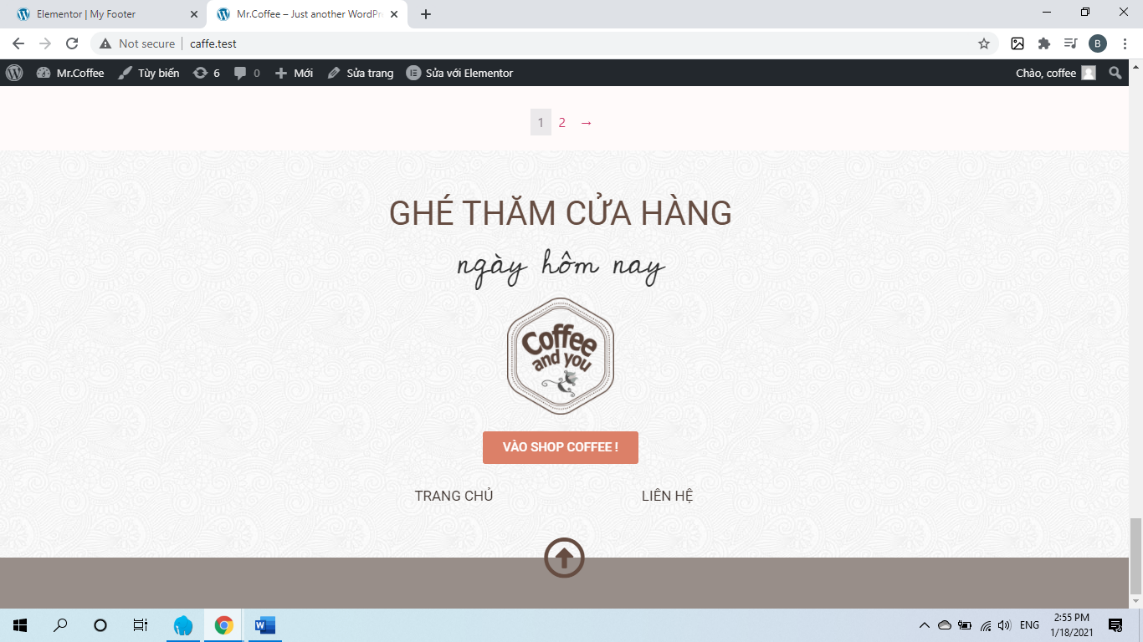 Elementor | My Footer
Mr.Coffee – Just another WordPr
Not secure | caffe.test
Mr.Coffee Tùy biến 6 0 Mới Sửa trang Sửa với Elementor Chào, coffee
1 2 →
GHÉ THĂM CỬA HÀNG
ngày hôm nay
Coffee
and you
VÀO SHOP COFFEE !
TRANG CHỦ LIÊN HỆ
ENG
2:55 PM
1/18/2021
B